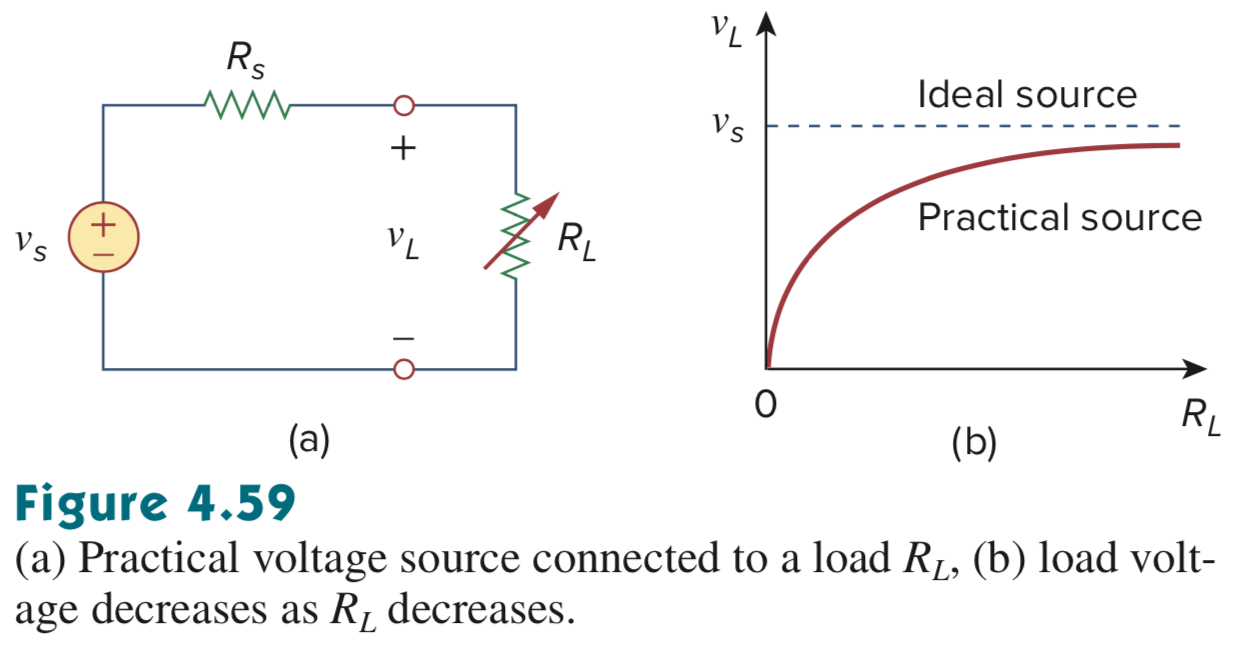 R_s
+
v_s
+
−
v_L
R_L
−
(a)
v_L
Ideal source
v_s
Practical source
0
R_L
(b)
Figure 4.59
(a) Practical voltage source connected to a load R_L, (b) load volt-
age decreases as R_L decreases.